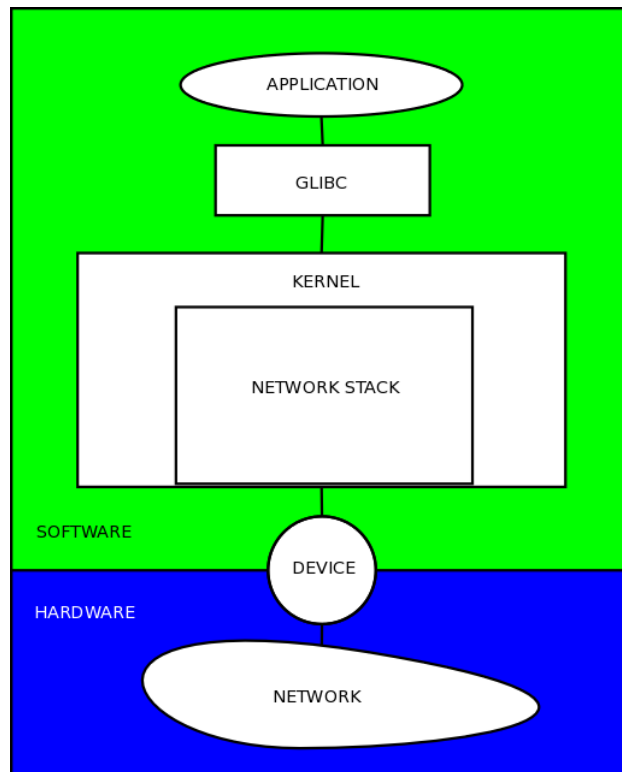 APPLICATION
GLIBC
KERNEL
NETWORK STACK
SOFTWARE
DEVICE
HARDWARE
NETWORK